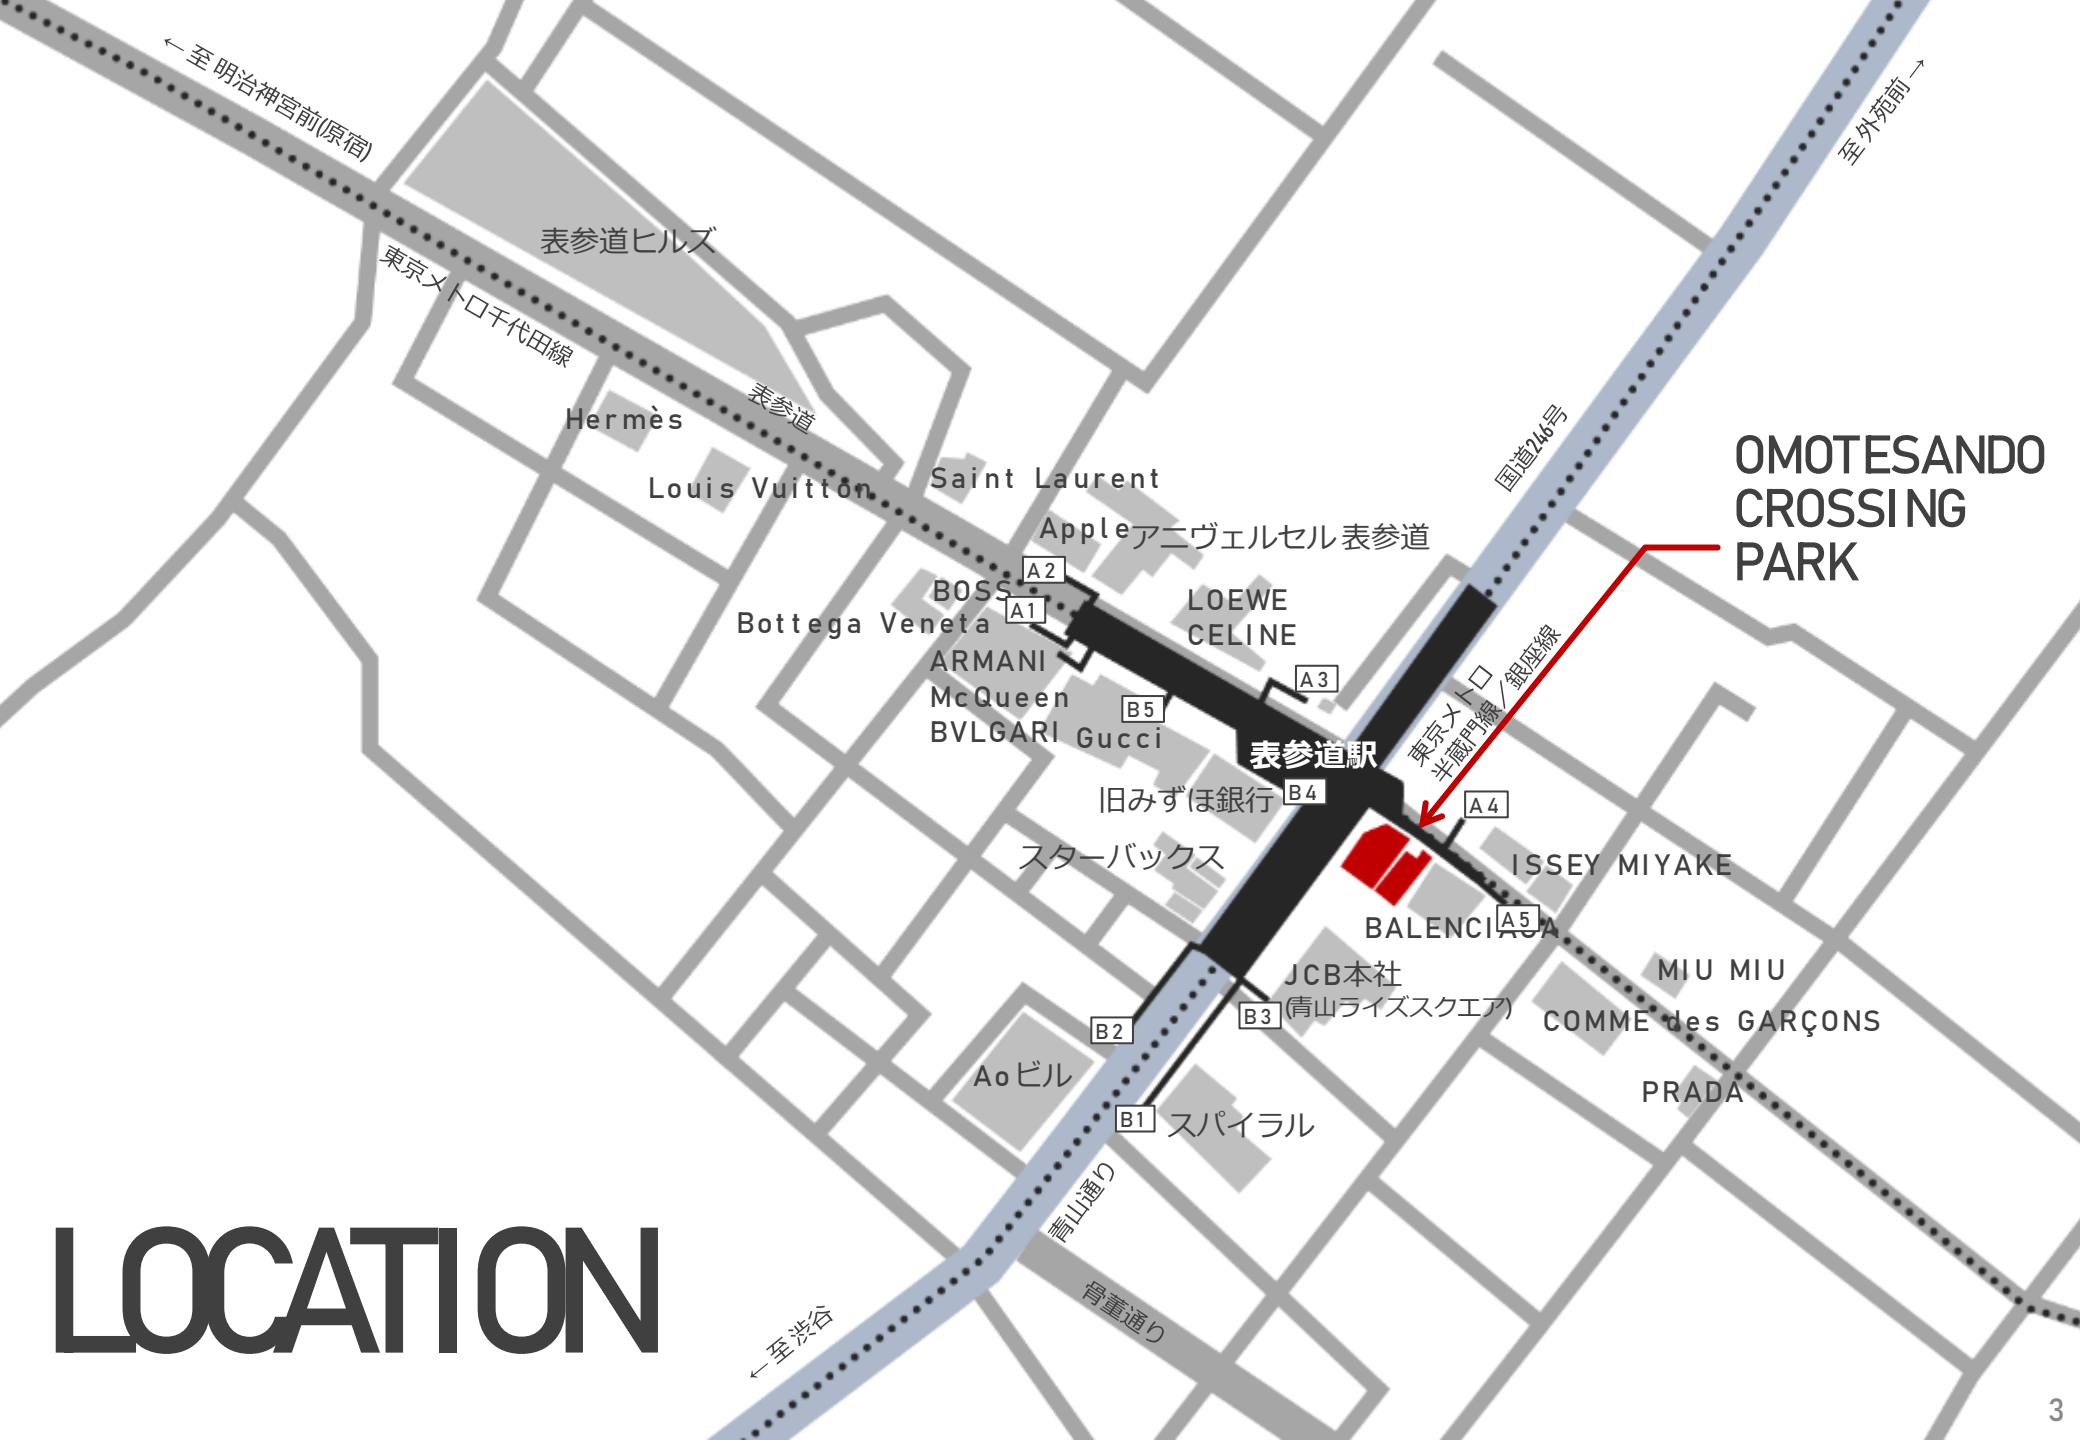 ← 至 明治神宮前(原宿)
至 外苑前 →
表参道ヒルズ
東京メトロ千代田線
表参道
Hermès
Louis Vuitton
Saint Laurent
国道246号
OMOTESANDO
CROSSING
PARK
Apple
アニヴェルセル 表参道
A2
BOSS
A1
Bottega Veneta
LOEWE
CELINE
ARMANI
McQueen
BVLGARI
Gucci
B5
A3
東京メトロ
半蔵門線／銀座線
表参道駅
B4
旧みずほ銀行
A4
スターバックス
ISSEY MIYAKE
BALENCIAGA
A5
JCB本社
(青山ライズスクエア)
MIU MIU
COMME des GARÇONS
B2
B3
Aoビル
PRADA
B1
スパイラル
青山通り
骨董通り
← 至 渋谷
LOCATION
3